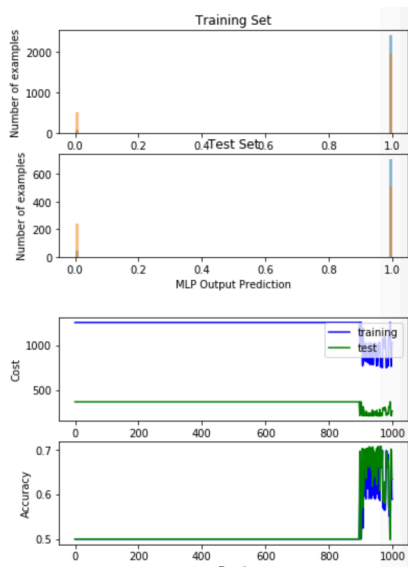 Training Set
Number of examples
2000
1000
0
0.0 0.2 0.4 0.6 0.8 1.0
Test Set
Number of examples
600
400
200
0
0.0 0.2 0.4 0.6 0.8 1.0
MLP Output Prediction
training
test
Cost
1000
500
0 200 400 600 800 1000
Accuracy
0.7
0.6
0.5
0 200 400 600 800 1000